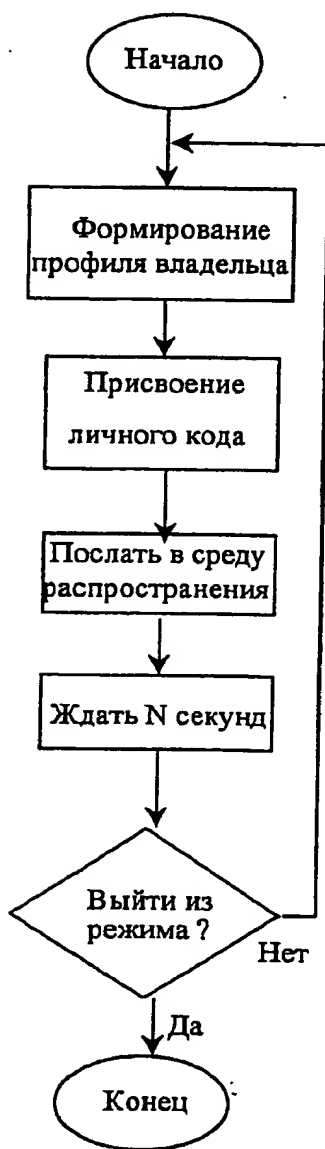 Начало
Формирование
профиля владельца
Присвоение
личного кода
Послать в среду
распространения
Ждать N секунд
Выйти из
режима ?
Нет
Да
Конец